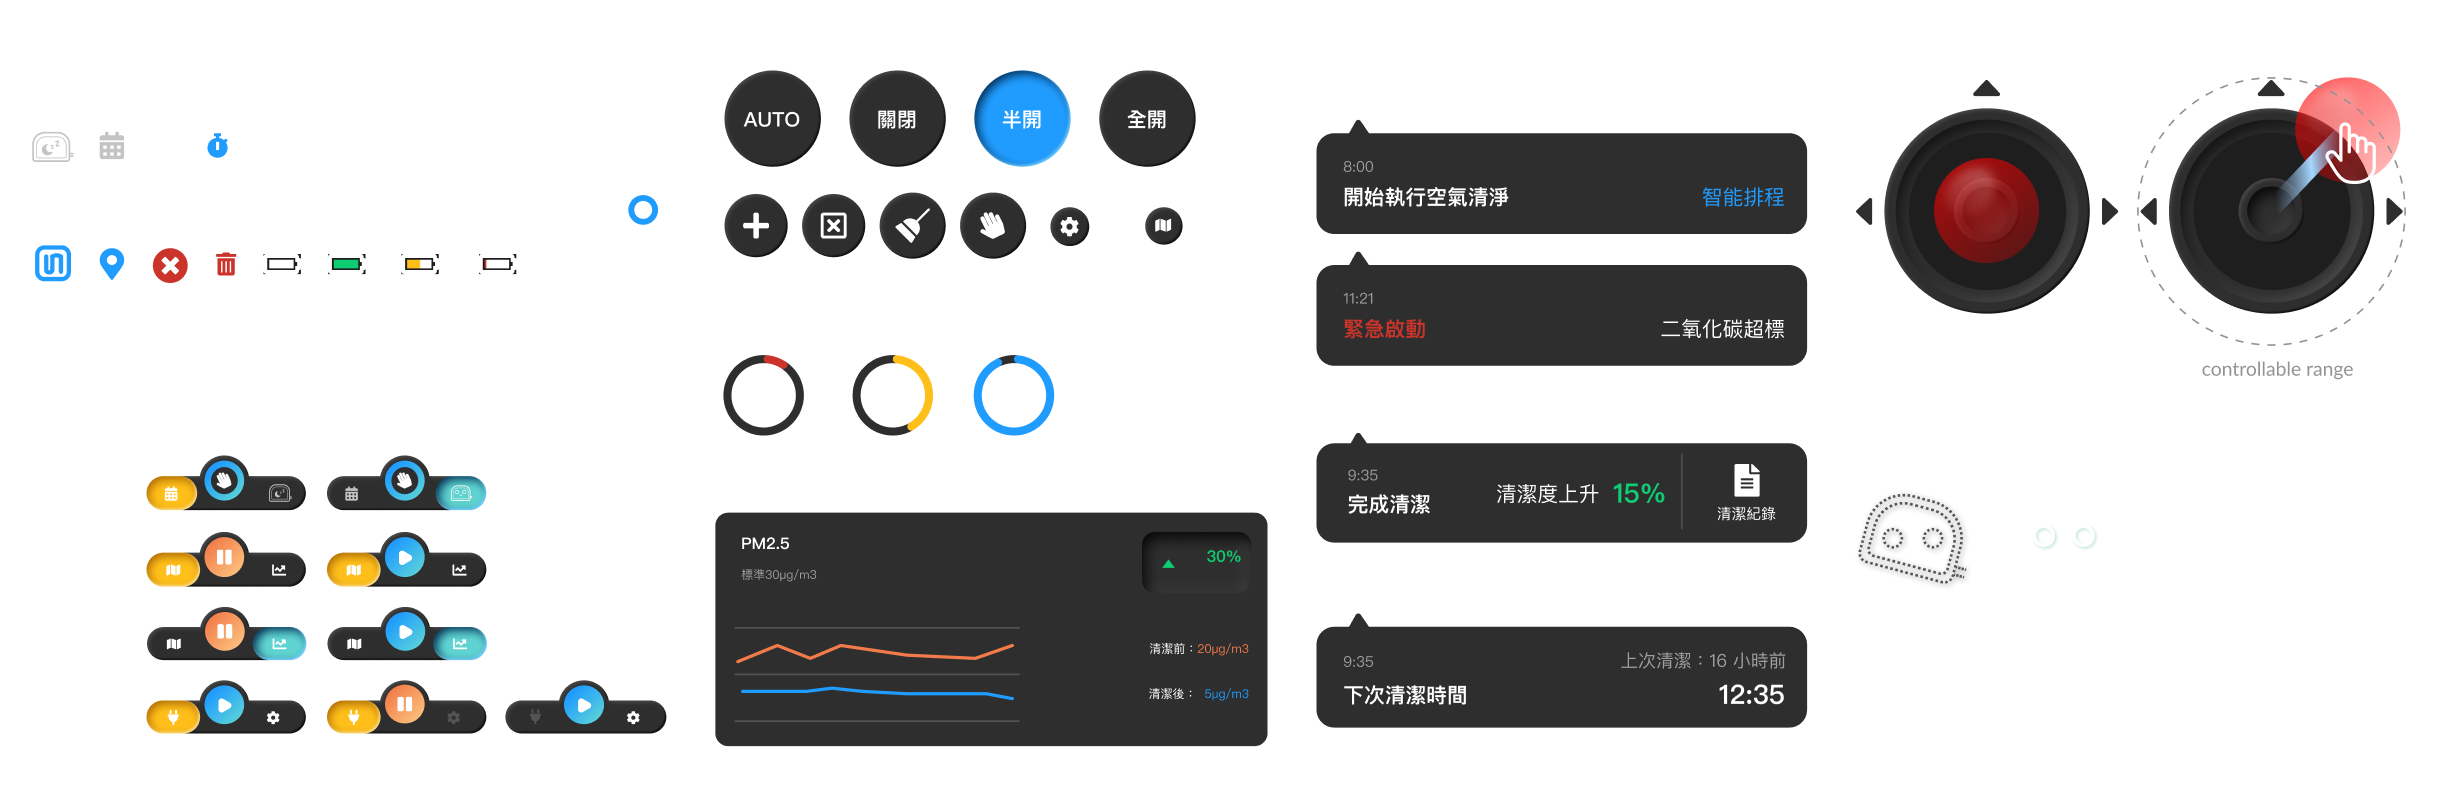 AUTO
關閉
半開
全開
PM2.5
標準30µg/m3
30%
清潔前：20µg/m3
清潔後： 5µg/m3
8:00
開始執行空氣清淨 智能排程
11:21
緊急啟動 二氧化碳超標
9:35
完成清潔 清潔度上升 15%
清潔紀錄
9:35 上次清潔：16 小時前
下次清潔時間 12:35
controllable range